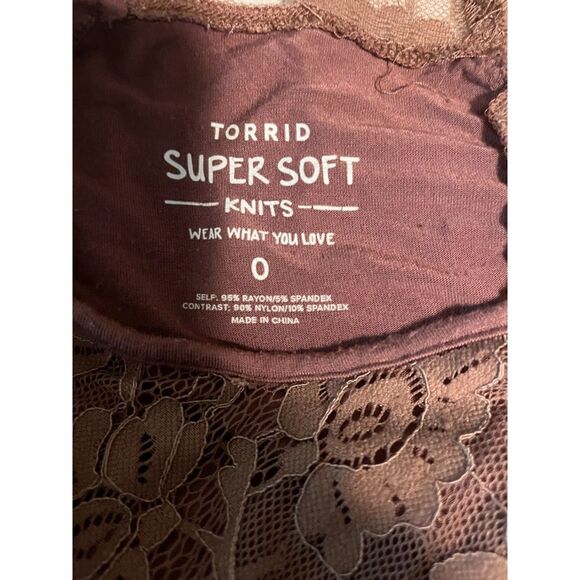 TORRID
SUPER SOFT
KNITS
WEAR WHAT YOU LOVE
0
SELF: 95% RAYON/5% SPANDEX
CONTRAST: 90% NYLON/10% SPANDEX
MADE IN CHINA